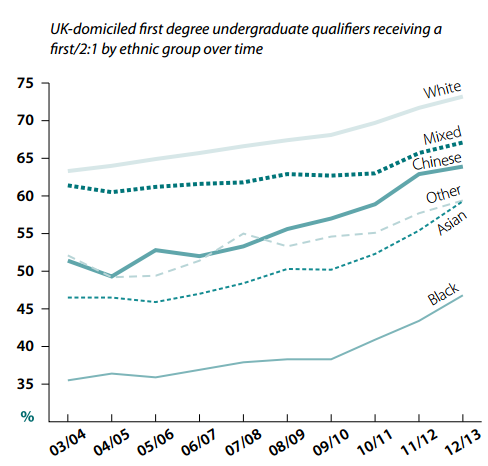 UK-domiciled first degree undergraduate qualifiers receiving a
first/2:1 by ethnic group over time
75
70
65
60
55
50
45
40
35
%
White
Mixed
Chinese
Other
Asian
Black
03/04 04/05 05/06 06/07 07/08 08/09 09/10 10/11 11/12 12/13